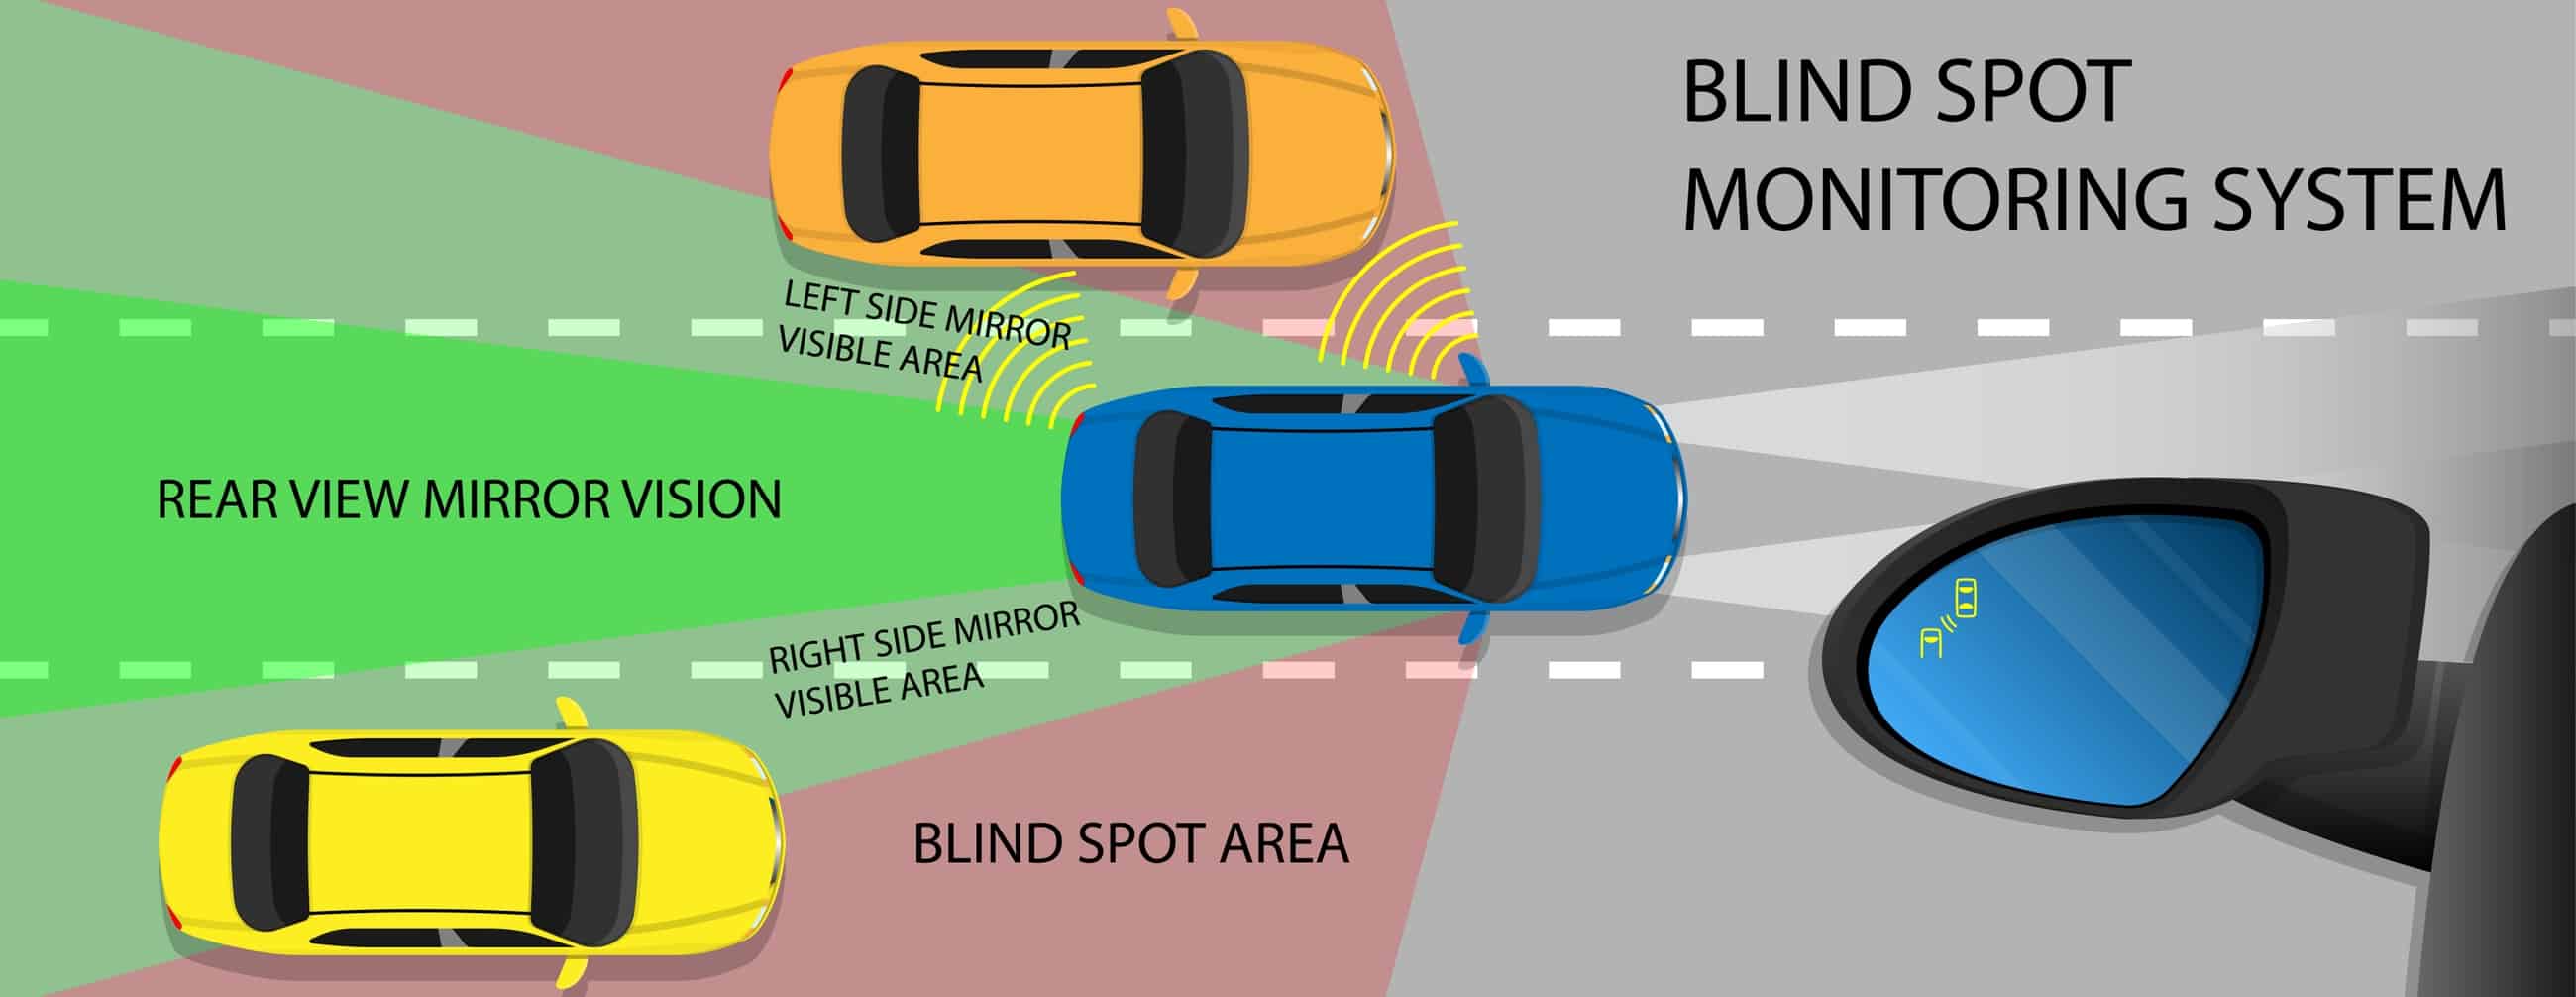 BLIND SPOT
MONITORING SYSTEM
LEFT SIDE MIRROR
VISIBLE AREA
REAR VIEW MIRROR VISION
RIGHT SIDE MIRROR
VISIBLE AREA
BLIND SPOT AREA